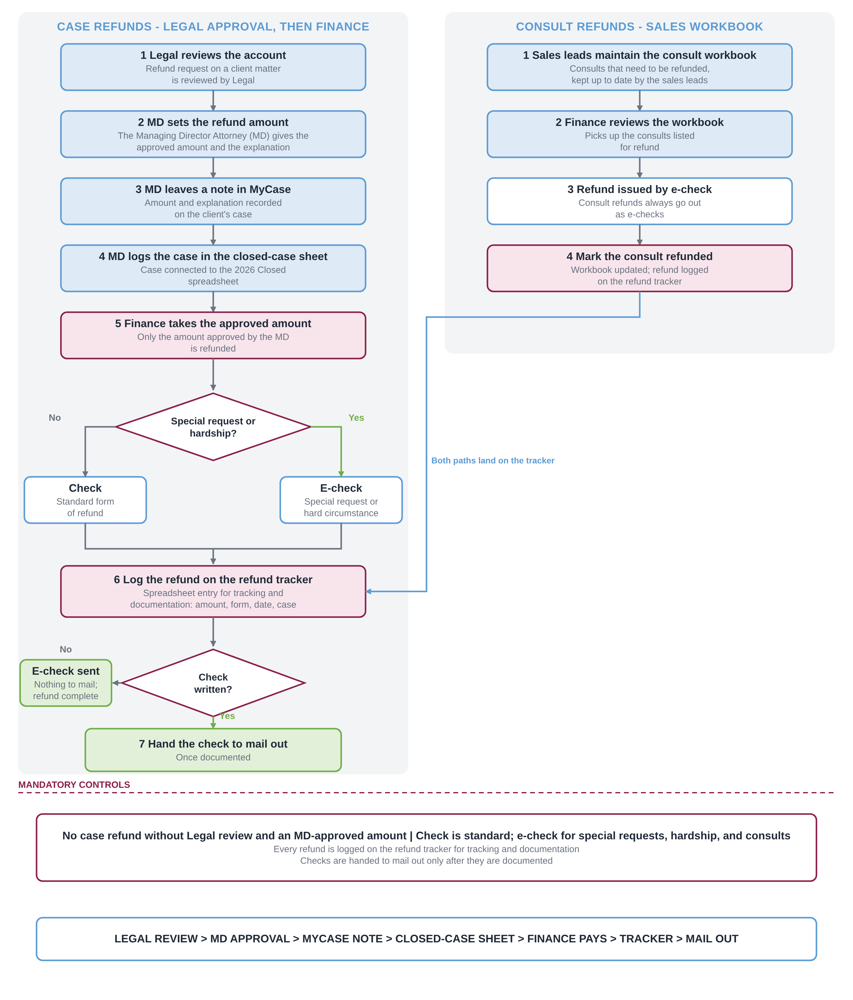 CASE REFUNDS - LEGAL APPROVAL, THEN FINANCE
1 Legal reviews the account
Refund request on a client matter
is reviewed by Legal
2 MD sets the refund amount
The Managing Director Attorney (MD) gives the
approved amount and the explanation
3 MD leaves a note in MyCase
Amount and explanation recorded
on the client's case
4 MD logs the case in the closed-case sheet
Case connected to the 2026 Closed
spreadsheet
5 Finance takes the approved amount
Only the amount approved by the MD
is refunded
Special request or
hardship?
No
Yes
Check
Standard form
of refund
E-check
Special request or
hard circumstance
6 Log the refund on the refund tracker
Spreadsheet entry for tracking and
documentation: amount, form, date, case
Check
written?
No
E-check sent
Nothing to mail;
refund complete
Yes
7 Hand the check to mail out
Once documented
CONSULT REFUNDS - SALES WORKBOOK
1 Sales leads maintain the consult workbook
Consults that need to be refunded,
kept up to date by the sales leads
2 Finance reviews the workbook
Picks up the consults listed
for refund
3 Refund issued by e-check
Consult refunds always go out
as e-checks
4 Mark the consult refunded
Workbook updated; refund logged
on the refund tracker
Both paths land on the tracker
MANDATORY CONTROLS
No case refund without Legal review and an MD-approved amount | Check is standard; e-check for special requests, hardship, and consults
Every refund is logged on the refund tracker for tracking and documentation
Checks are handed to mail out only after they are documented
LEGAL REVIEW > MD APPROVAL > MYCASE NOTE > CLOSED-CASE SHEET > FINANCE PAYS > TRACKER > MAIL OUT